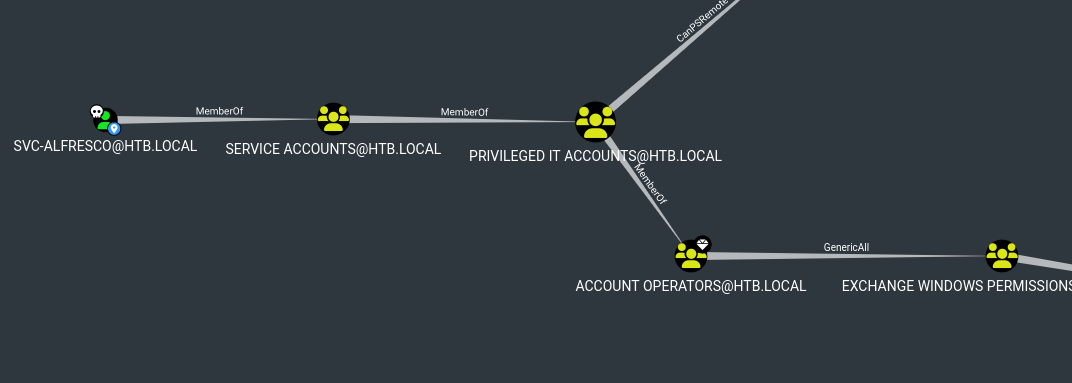 CanPSRemote
MemberOf
MemberOf
SVC-ALFRESCO@HTB.LOCAL
SERVICE ACCOUNTS@HTB.LOCAL
PRIVILEGED IT ACCOUNTS@HTB.LOCAL
MemberOf
GenericAll
ACCOUNT OPERATORS@HTB.LOCAL
EXCHANGE WINDOWS PERMISSIONS